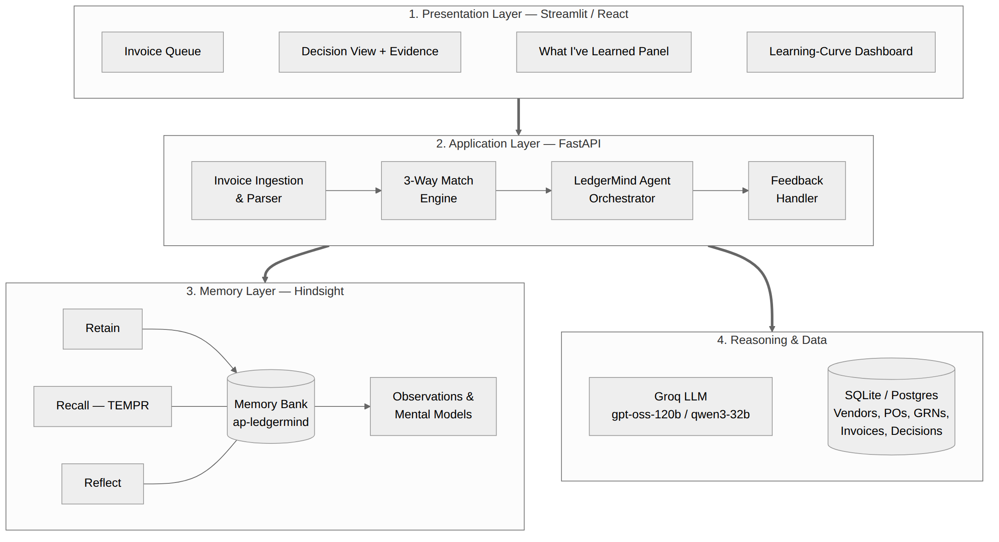 1. Presentation Layer — Streamlit / React
Invoice Queue
Decision View + Evidence
What I've Learned Panel
Learning-Curve Dashboard
2. Application Layer — FastAPI
Invoice Ingestion
& Parser
3-Way Match
Engine
LedgerMind Agent
Orchestrator
Feedback
Handler
3. Memory Layer — Hindsight
Retain
Recall — TEMPR
Reflect
Memory Bank
ap-ledgermind
Observations &
Mental Models
4. Reasoning & Data
Groq LLM
gpt-oss-120b / qwen3-32b
SQLite / Postgres
Vendors, POs, GRNs,
Invoices, Decisions